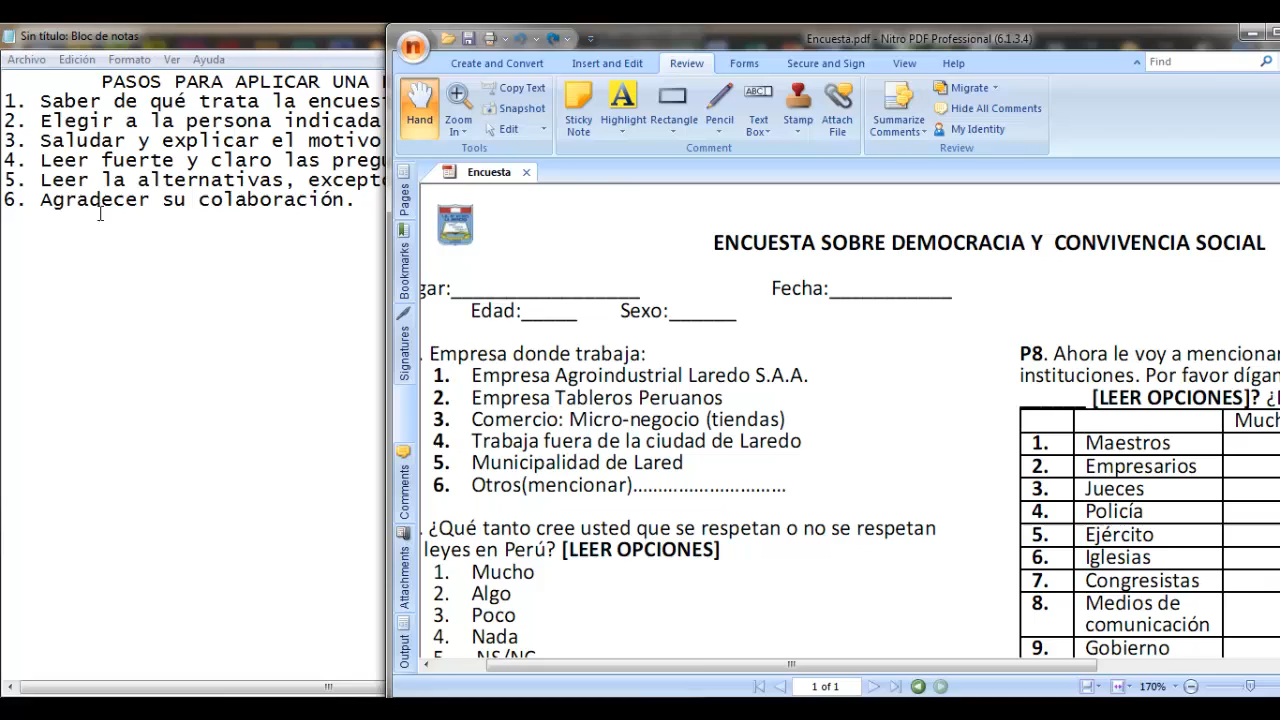 Sin título: Bloc de notas
Archivo Edición Formato Ver Ayuda
PASOS PARA APLICAR UNA
1. Saber de qué trata la
2. Elegir a la persona indicada
3. Saludar y explicar el motivo
4. Leer fuerte y claro las
5. Leer la alternativas,
6. Agradecer su colaboración.
Encuesta.pdf - Nitro PDF Professional (6.1.3.4)
Create and Convert Insert and Edit Review Forms Secure and Sign View Help Find
Hand
Zoom In
Copy Text
Snapshot
Edit
Tools
Sticky Note
Highlight
Rectangle
Pencil
ABC
Text Box
Stamp
Attach File
Comment
Summarize Comments
Migrate
Hide All Comments
My Identity
Review
Encuesta
Pages
Bookmarks
Signatures
Comments
Attachments
Output
ENCUESTA SOBRE DEMOCRACIA Y CONVIVENCIA SOCIAL
gar:__________________ Fecha:____________
Edad:_____ Sexo:______
. Empresa donde trabaja:
1. Empresa Agroindustrial Laredo S.A.A.
2. Empresa Tableros Peruanos
3. Comercio: Micro-negocio (tiendas)
4. Trabaja fuera de la ciudad de Laredo
5. Municipalidad de Lared
6. Otros(mencionar)..................................
. ¿Qué tanto cree usted que se respetan o no se respetan
leyes en Perú? [LEER OPCIONES]
1. Mucho
2. Algo
3. Poco
4. Nada
5. NS/NC
P8. Ahora le voy a mencionar
instituciones. Por favor
______ [LEER OPCIONES]?
Much
1. Maestros
2. Empresarios
3. Jueces
4. Policía
5. Ejército
6. Iglesias
7. Congresistas
8. Medios de
comunicación
9. Gobierno
1 of 1
170%